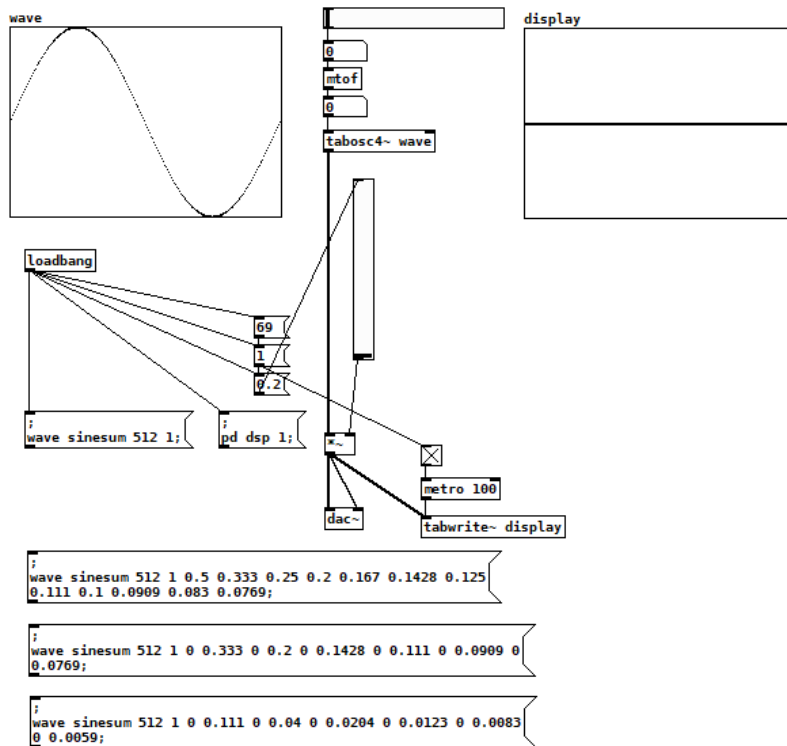 wave
display
0
mtof
0
tabosc4~ wave
loadbang
69
1
0.2
;
wave sinesum 512 1;
;
pd dsp 1;
*~
metro 100
dac~
tabwrite~ display
;
wave sinesum 512 1 0.5 0.333 0.25 0.2 0.167 0.1428 0.125
0.111 0.1 0.0909 0.083 0.0769;
;
wave sinesum 512 1 0 0.333 0 0.2 0 0.1428 0 0.111 0 0.0909 0
0.0769;
;
wave sinesum 512 1 0 0.111 0 0.04 0 0.0204 0 0.0123 0 0.0083
0 0.0059;